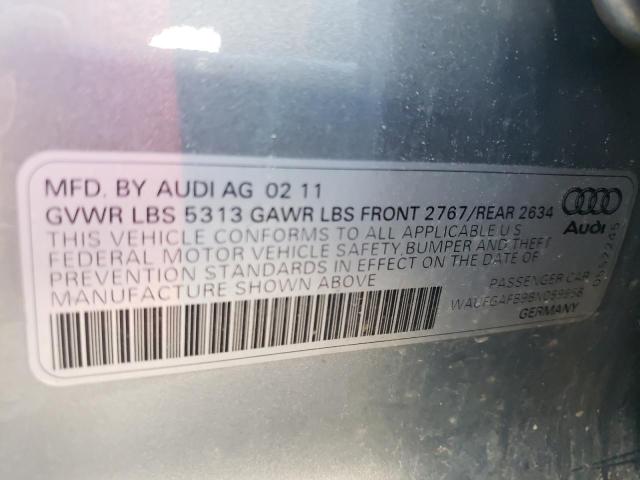 MFD. BY AUDI AG 02 11
GVWR LBS 5313 GAWR LBS FRONT 2767/REAR 2634
THIS VEHICLE CONFORMS TO ALL APPLICABLE U S
FEDERAL MOTOR VEHICLE SAFETY, BUMPER AND THEFT
PREVENTION STANDARDS IN EFFECT ON THE DATE OF
MANUFACTURE SHOWN ABOVE
Audi
PASSENGER CAR
GERMANY